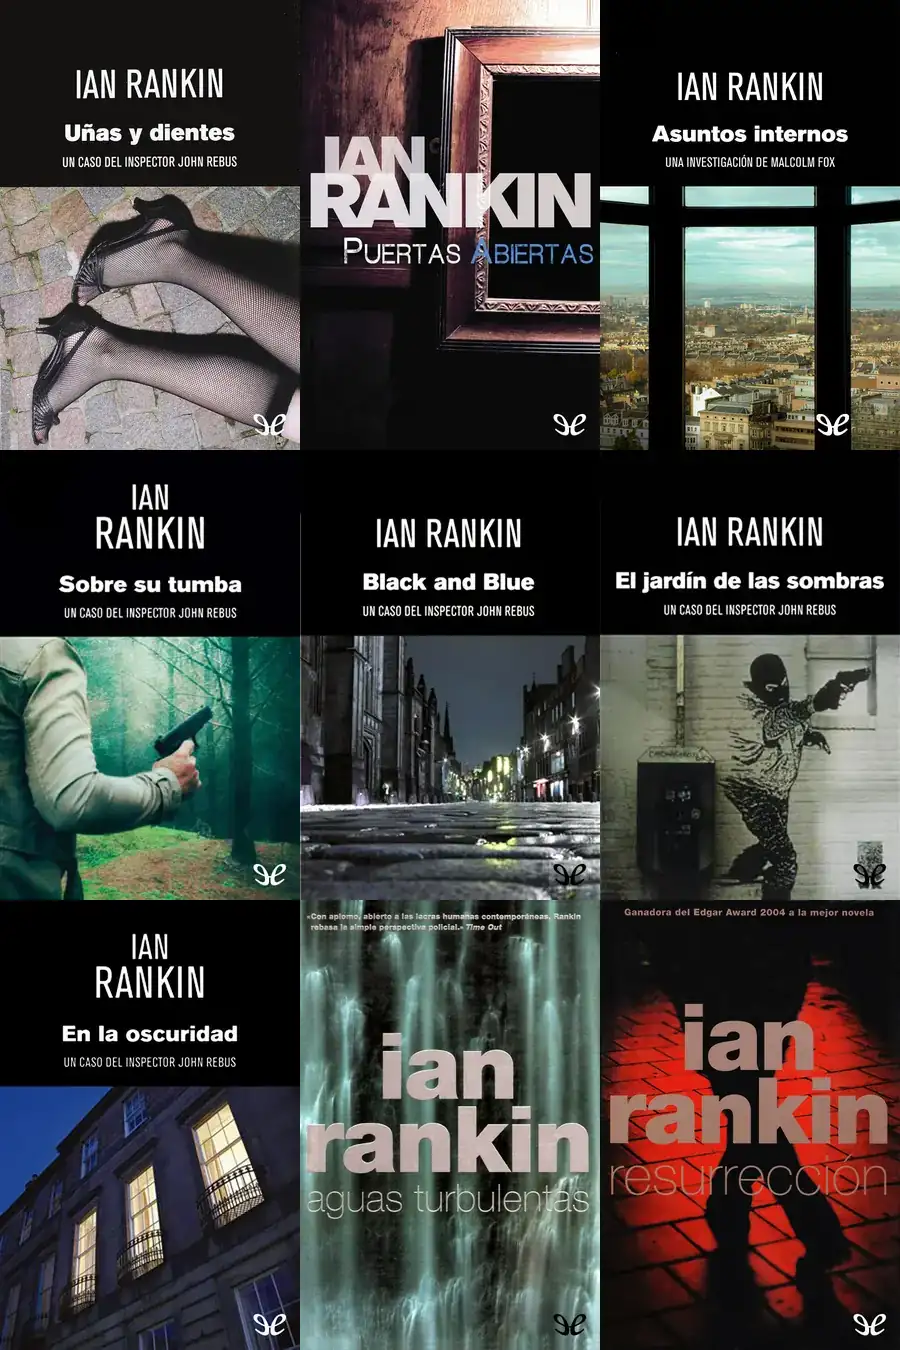 IAN RANKIN
Uñas y dientes
UN CASO DEL INSPECTOR JOHN REBUS
IAN
RANKIN
PUERTAS ABIERTAS
IAN RANKIN
Asuntos internos
UNA INVESTIGACIÓN DE MALCOLM FOX
IAN
RANKIN
Sobre su tumba
UN CASO DEL INSPECTOR JOHN REBUS
IAN RANKIN
Black and Blue
UN CASO DEL INSPECTOR JOHN REBUS
IAN RANKIN
El jardín de las sombras
UN CASO DEL INSPECTOR JOHN REBUS
IAN
RANKIN
En la oscuridad
UN CASO DEL INSPECTOR JOHN REBUS
«Con aplomo, abierto a las lacras humanas contemporáneas, Rankin
rebasa la simple perspectiva policial.» Time Out
ian
rankin
aguas turbulentas
Ganadora del Edgar Award 2004 a la mejor novela
ian
rankin
resurrección